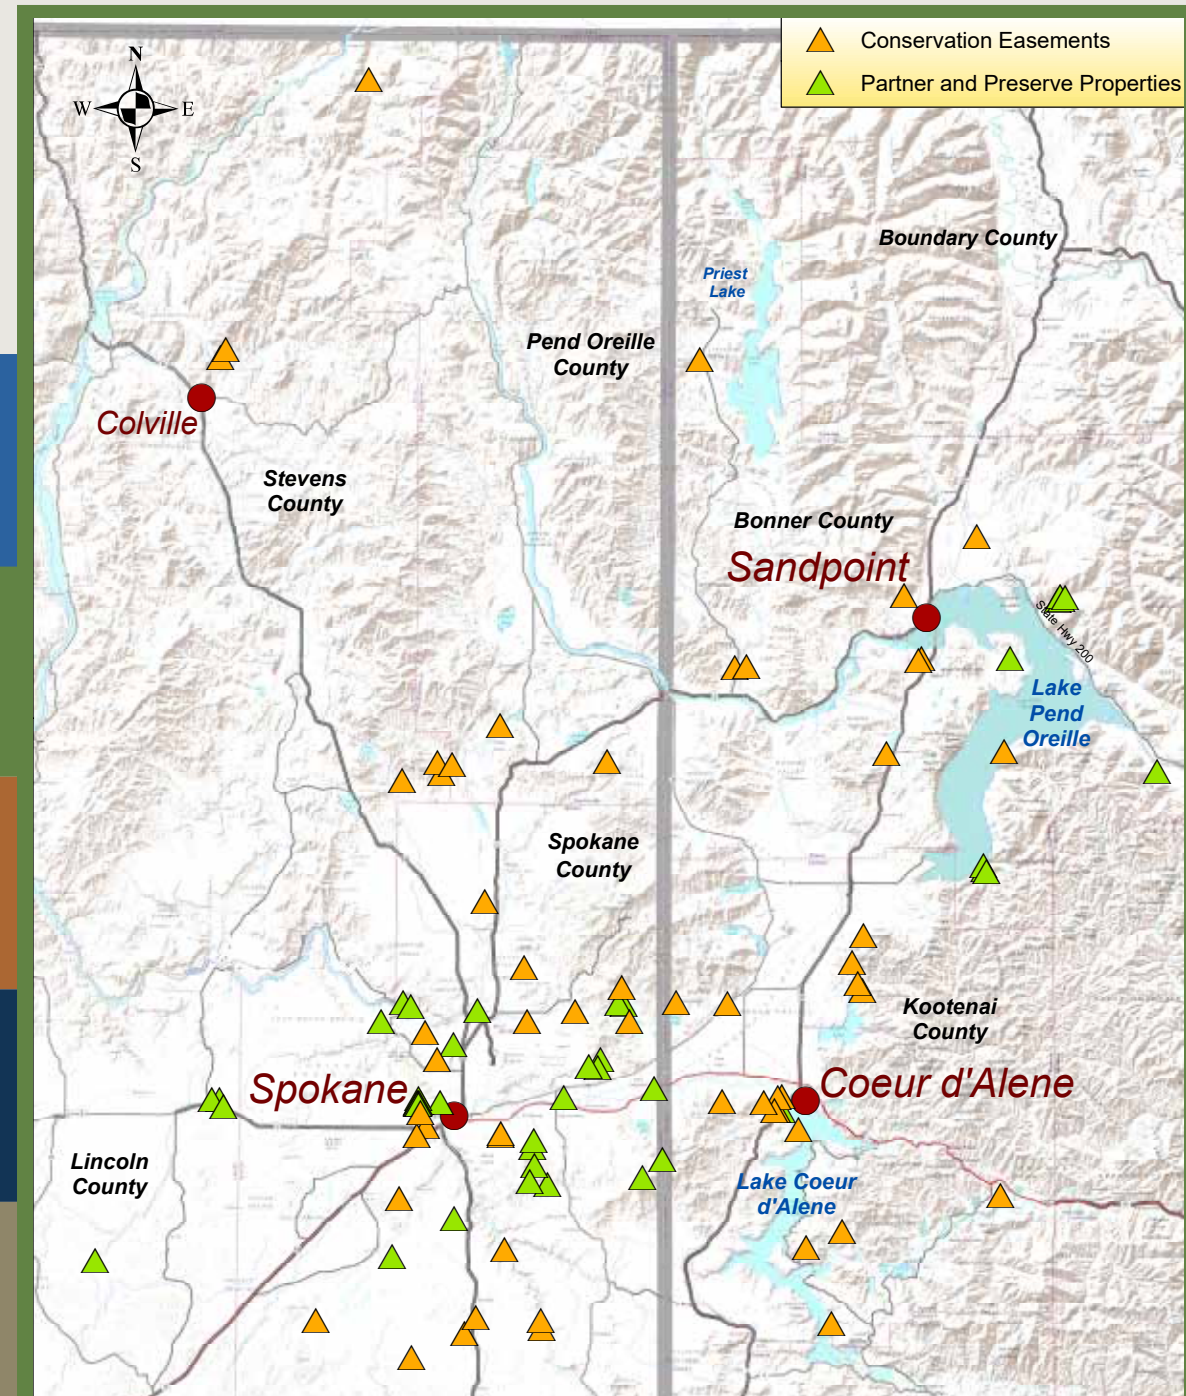 Conservation Easements
Partner and Preserve Properties
N
W E
S
Boundary County
Priest
Lake
Pend Oreille
County
Colville
Stevens
County
Bonner County
Sandpoint
State Hwy 200
Lake
Pend
Oreille
Spokane
County
Kootenai
County
Spokane
Coeur d'Alene
Lincoln
County
Lake Coeur
d'Alene